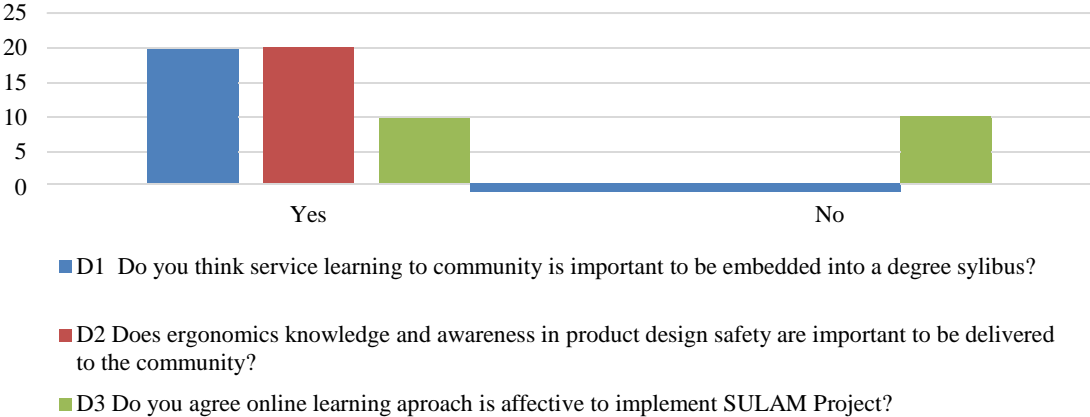 25
20
15
10
5
0
Yes No
D1 Do you think service learning to community is important to be embedded into a degree sylibus?
D2 Does ergonomics knowledge and awareness in product design safety are important to be delivered
to the community?
D3 Do you agree online learning aproach is affective to implement SULAM Project?